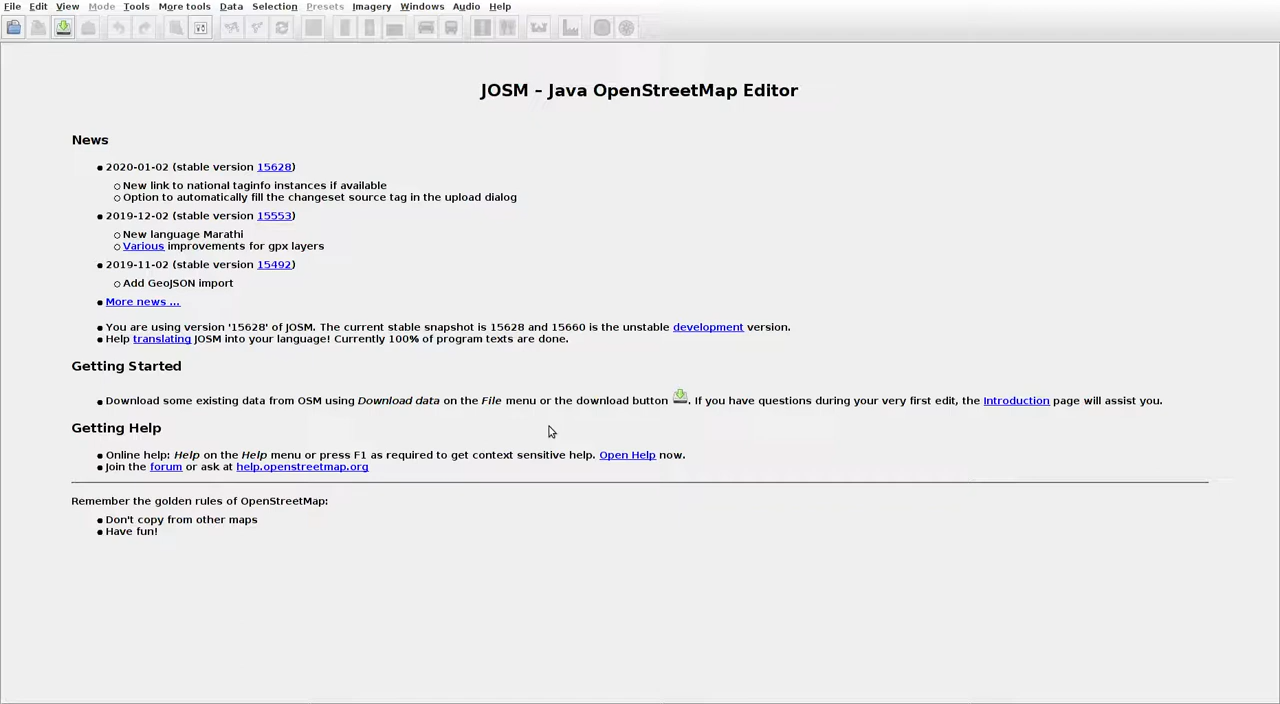 File Edit View Mode Tools More tools Data Selection Presets Imagery Windows Audio Help
JOSM – Java OpenStreetMap Editor
News
2020-01-02 (stable version 15628)
New link to national taginfo instances if available
Option to automatically fill the changeset source tag in the upload dialog
2019-12-02 (stable version 15553)
New language Marathi
Various improvements for gpx layers
2019-11-02 (stable version 15492)
Add GeoJSON import
More news ...
You are using version '15628' of JOSM. The current stable snapshot is 15628 and 15660 is the unstable development version.
Help translating JOSM into your language! Currently 100% of program texts are done.
Getting Started
Download some existing data from OSM using Download data on the File menu or the download button . If you have questions during your very first edit, the Introduction page will assist you.
Getting Help
Online help: Help on the Help menu or press F1 as required to get context sensitive help. Open Help now.
Join the forum or ask at help.openstreetmap.org
Remember the golden rules of OpenStreetMap:
Don't copy from other maps
Have fun!